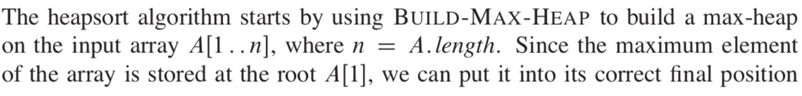 The heapsort algorithm starts by using BUILD-MAX-HEAP to build a max-heap
on the input array A[1..n], where n = A.length. Since the maximum element
of the array is stored at the root A[1], we can put it into its correct final position